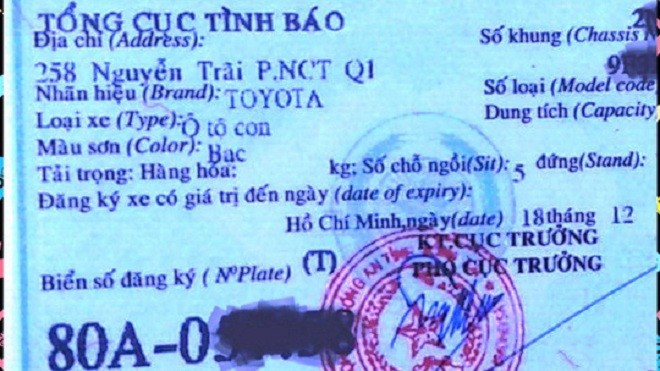 TỔNG CỤC TÌNH BÁO
Địa chỉ (Address):
Số khung (Chassis
258 Nguyễn Trãi P.NCT Q1
Nhãn hiệu (Brand): TOYOTA
Số loại (Model code
Loại xe (Type): Ô tô con
Dung tích (Capacity
Màu sơn (Color): Bạc
Tải trọng: Hàng hóa: kg; Số chỗ ngồi(Sit): 5 đứng(Stand):
Đăng ký xe có giá trị đến ngày (date of expiry):
Hồ Chí Minh,ngày(date) 18 tháng 12
KT.CỤC TRƯỞNG
PHÓ CỤC TRƯỞNG
Biển số đăng ký ( NºPlate) (T)
80A-0